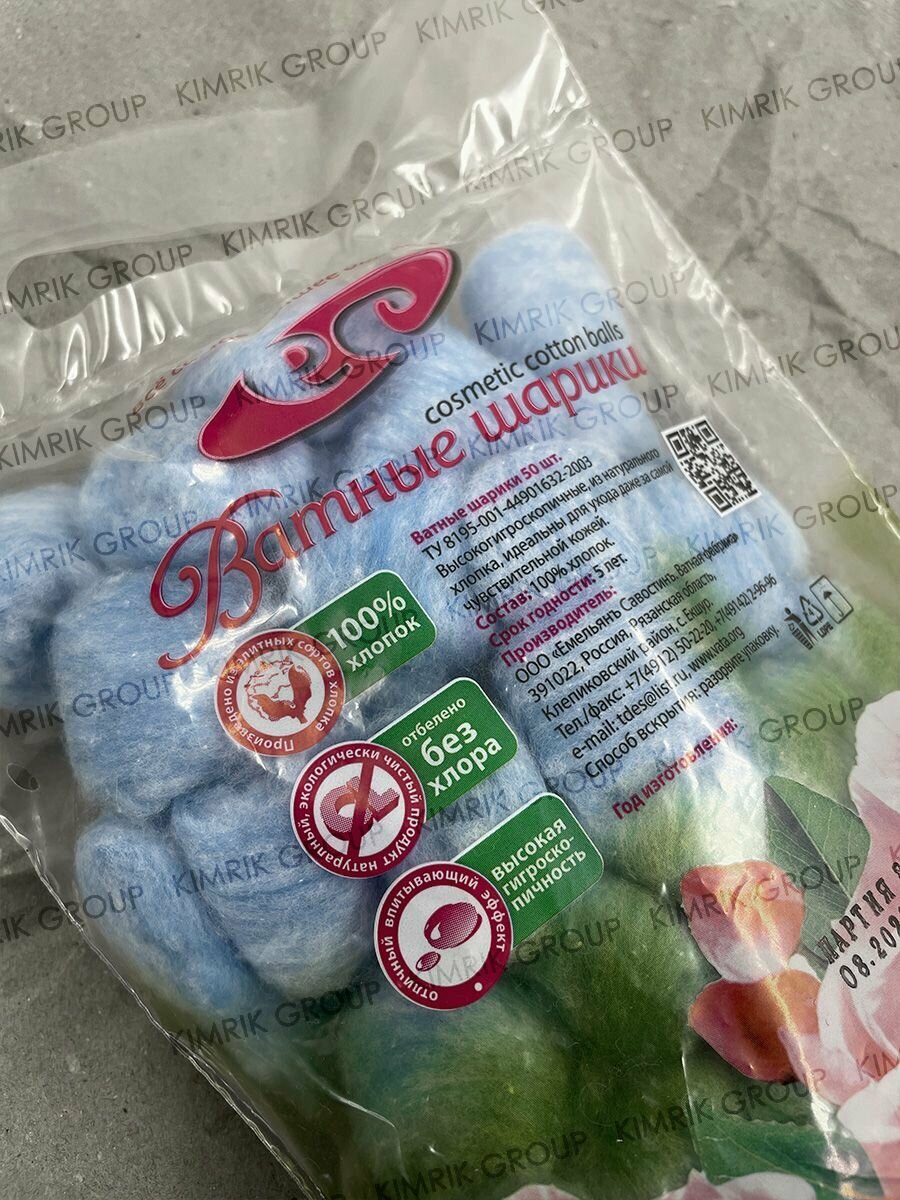 cosmetic cotton balls
Ватные шарики
Ватные шарики 50 шт.
ТУ 8195-001-44901632-2003
Высокогигроскопичные, из натурального
хлопка, идеальны для ухода даже за самой
чувствительной кожей.
Состав: 100% хлопок.
Срок годности: 5 лет.
Производитель:
ООО «Емельянъ Савостинъ. Ватная фабрика»
391022, Россия, Рязанская область,
Клепиковский район, с. Екшур.
Тел./факс: +7(4912) 50-22-20, +7(49142) 2-96-96
e-mail: tdes@list.ru www.vata.org
Способ вскрытия: разорвите упаковку.
Год изготовления:
LDPE
100%
хлопок
Произведено из элитных сортов хлопка
отбелено
без
хлора
натуральный, экологически чистый продукт
высокая
гигроско-
пичность
отличный впитывающий эффект
ПАРТИЯ
KIMRIK GROUP